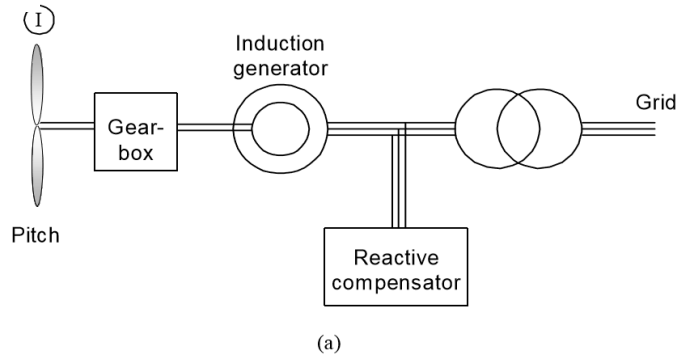 I
Induction
generator
Grid
Gear-
box
Pitch
Reactive
compensator
(a)